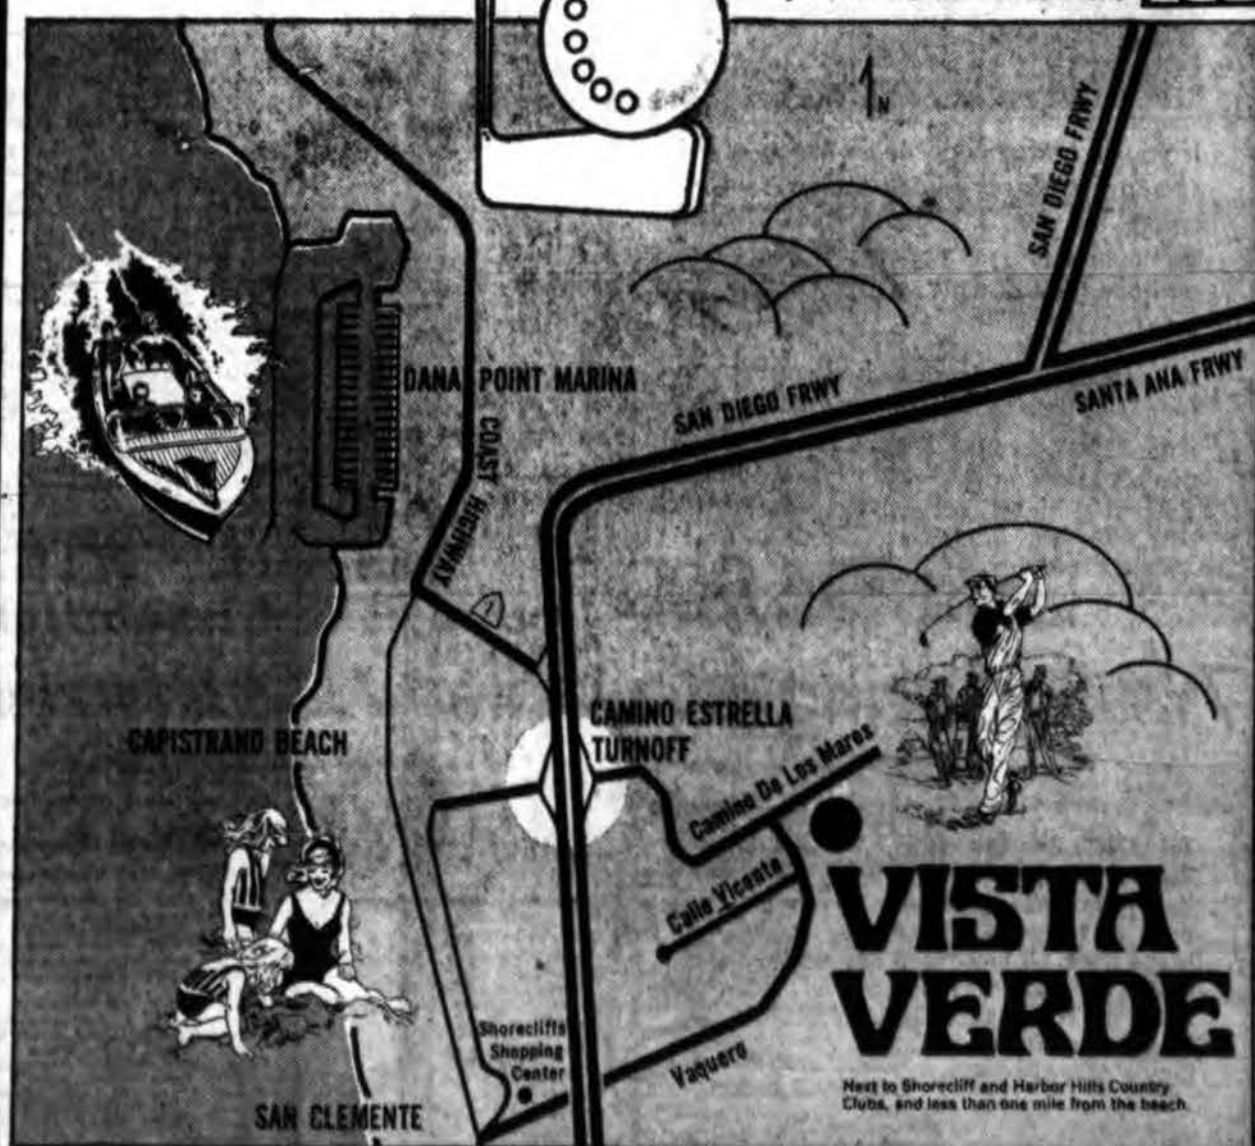 N
SAN DIEGO FRWY
DANA POINT MARINA
SAN DIEGO FRWY
SANTA ANA FRWY
COAST HIGHWAY
CAMINO ESTRELLA
TURNOFF
CAPISTRANO BEACH
Camino De Los Mares
Calle Vicente
VISTA
VERDE
Shorecliffs
Shopping
Center
Vaquero
Next to Shorecliff and Harbor Hills Country
Clubs, and less than one mile from the beach.
SAN CLEMENTE